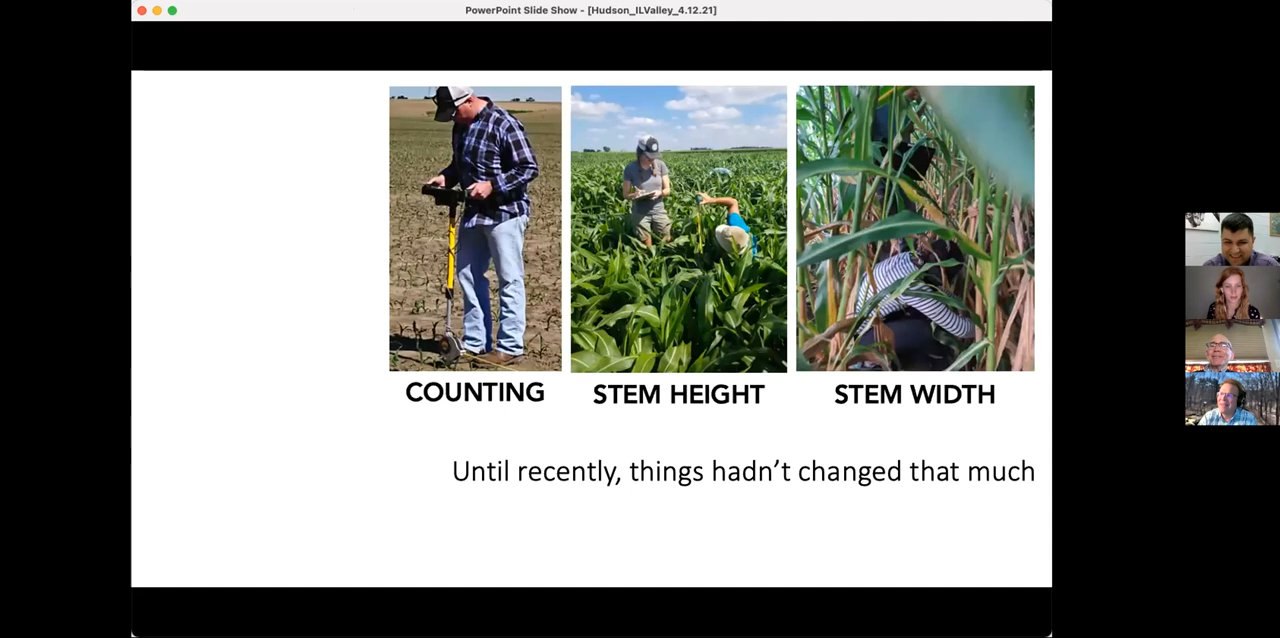 PowerPoint Slide Show - [Hudson_ILValley_4.12.21]
COUNTING
STEM HEIGHT
STEM WIDTH
Until recently, things hadn’t changed that much